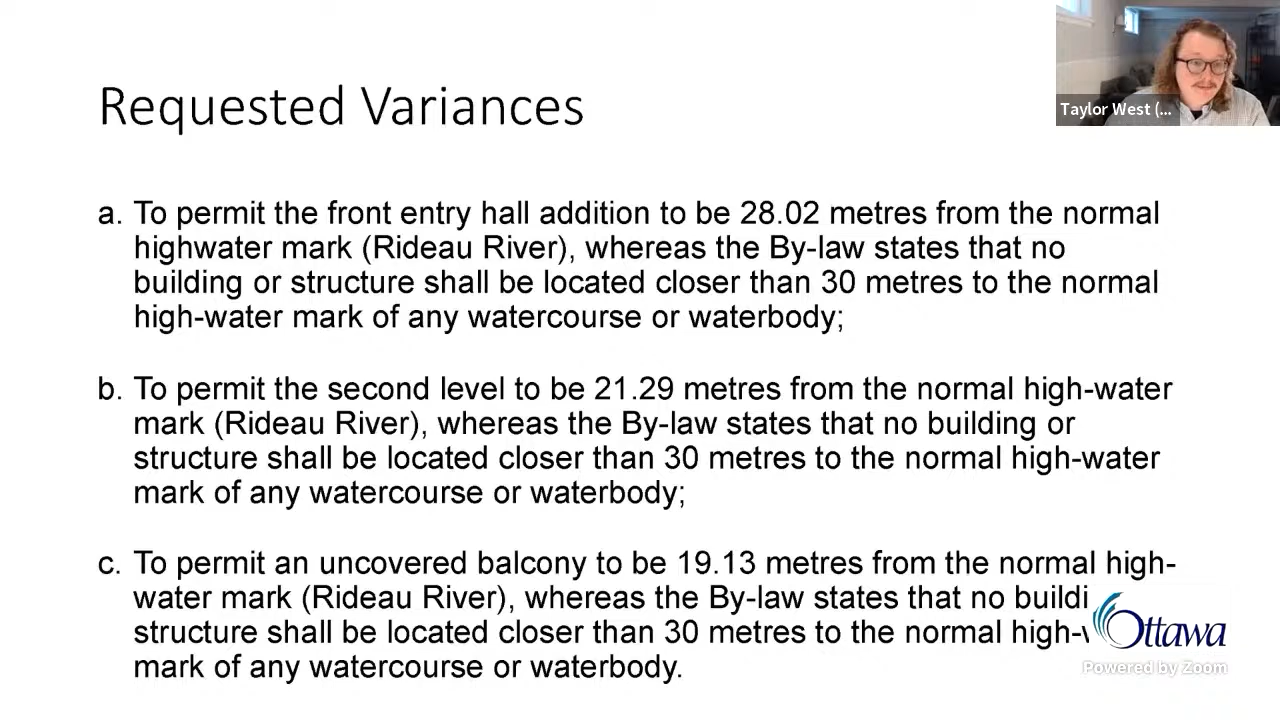 Requested Variances
Taylor West (...
a. To permit the front entry hall addition to be 28.02 metres from the normal
highwater mark (Rideau River), whereas the By-law states that no
building or structure shall be located closer than 30 metres to the normal
high-water mark of any watercourse or waterbody;
b. To permit the second level to be 21.29 metres from the normal high-water
mark (Rideau River), whereas the By-law states that no building or
structure shall be located closer than 30 metres to the normal high-water
mark of any watercourse or waterbody;
c. To permit an uncovered balcony to be 19.13 metres from the normal high-
water mark (Rideau River), whereas the By-law states that no buildi
structure shall be located closer than 30 metres to the normal high-
mark of any watercourse or waterbody.
Ottawa
Powered by Zoom